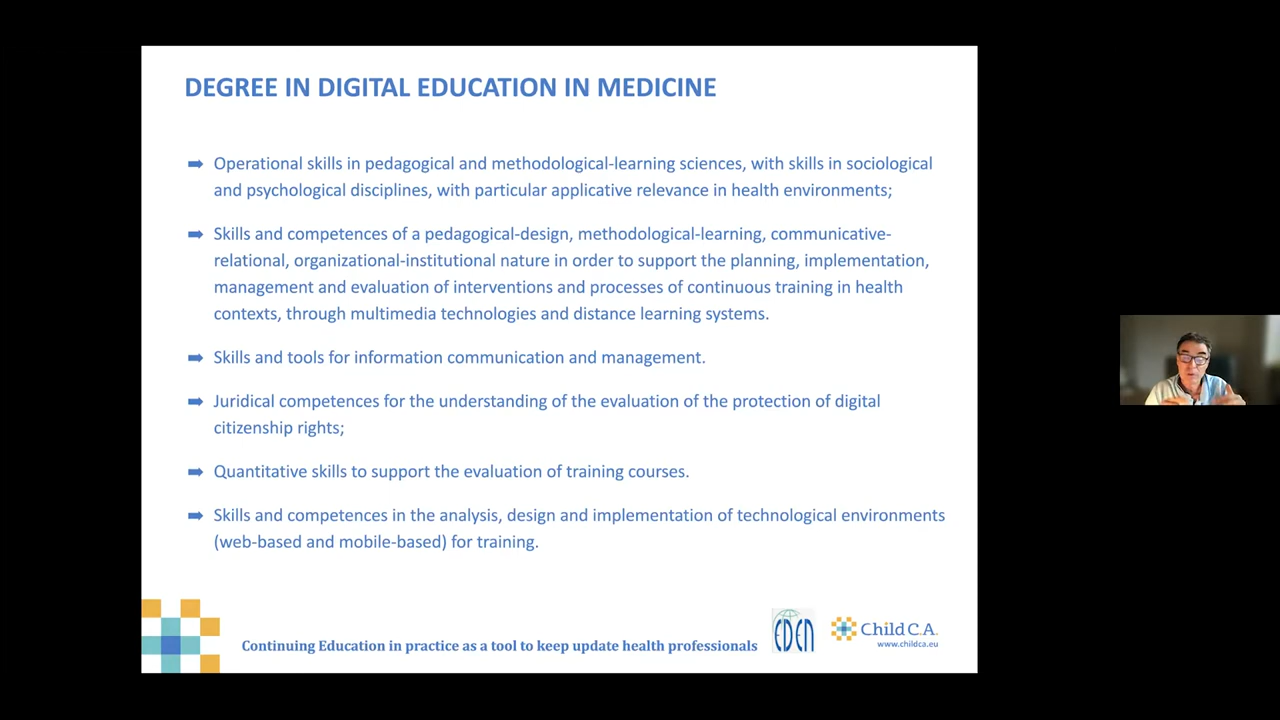 DEGREE IN DIGITAL EDUCATION IN MEDICINE
➡ Operational skills in pedagogical and methodological-learning sciences, with skills in sociological
and psychological disciplines, with particular applicative relevance in health environments;
➡ Skills and competences of a pedagogical-design, methodological-learning, communicative-
relational, organizational-institutional nature in order to support the planning, implementation,
management and evaluation of interventions and processes of continuous training in health
contexts, through multimedia technologies and distance learning systems.
➡ Skills and tools for information communication and management.
➡ Juridical competences for the understanding of the evaluation of the protection of digital
citizenship rights;
➡ Quantitative skills to support the evaluation of training courses.
➡ Skills and competences in the analysis, design and implementation of technological environments
(web-based and mobile-based) for training.
Continuing Education in practice as a tool to keep update health professionals
EDEN
Child C.A.
www.childca.eu